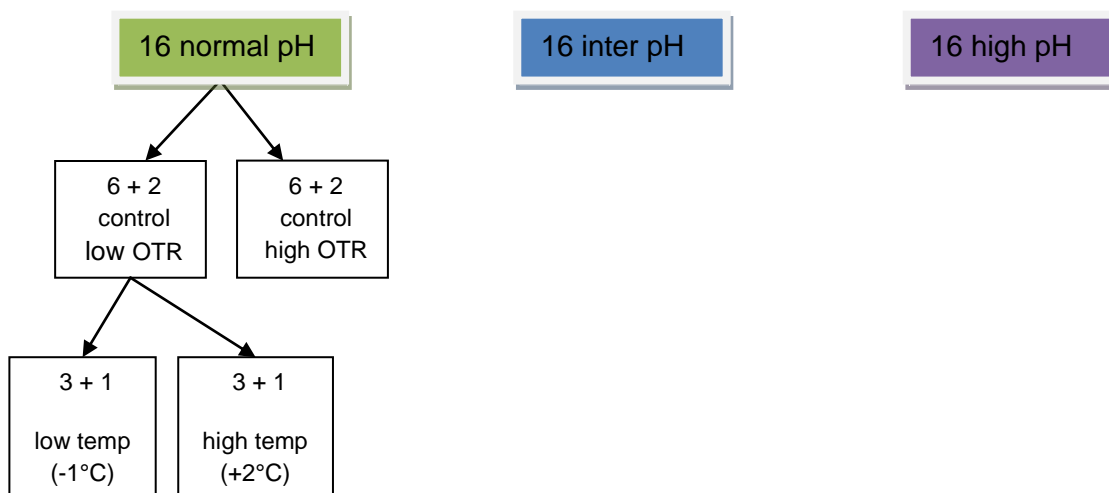 16 normal pH
16 inter pH
16 high pH
6 + 2
control
low OTR
6 + 2
control
high OTR
3 + 1
low temp
(-1°C)
3 + 1
high temp
(+2°C)